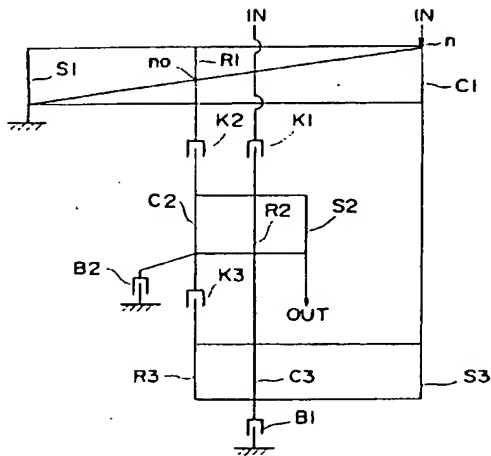 IN IN
n
no R1
S1
C1
K2 K1
C2 R2 S2
B2
K3
OUT
R3 C3 S3
B1